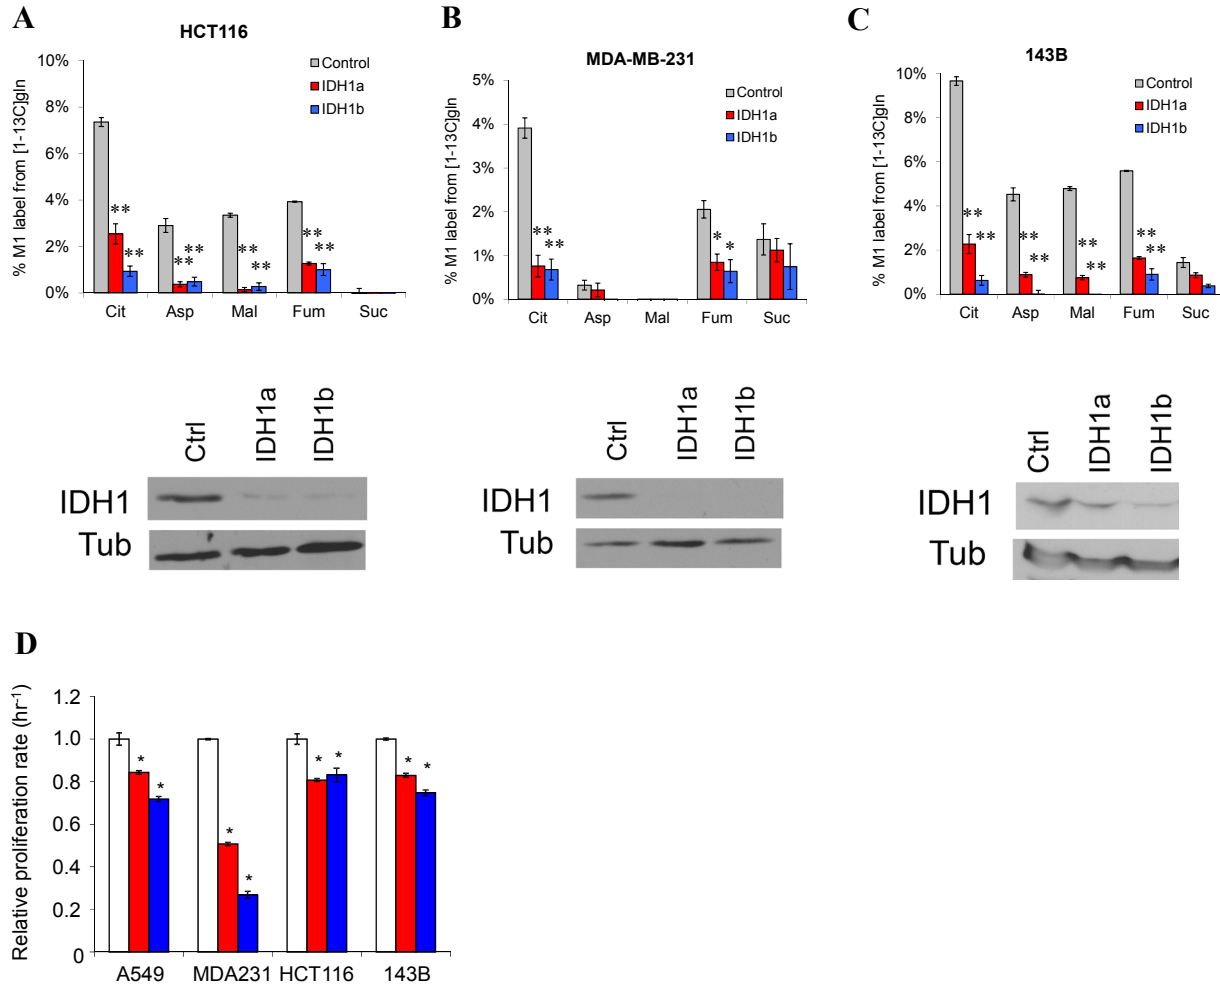 A
HCT116
% M1 label from [1-13C]gln
10%
8%
6%
4%
2%
0%
Control
IDH1a
IDH1b
** ** ** ** ** ** ** **
Cit Asp Mal Fum Suc
Ctrl IDH1a IDH1b
IDH1
Tub
B
MDA-MB-231
% M1 label from [1-13C]gln
5%
4%
3%
2%
1%
0%
Control
IDH1a
IDH1b
** ** * *
Cit Asp Mal Fum Suc
Ctrl IDH1a IDH1b
IDH1
Tub
C
143B
% M1 label from [1-13C]gln
10%
8%
6%
4%
2%
0%
Control
IDH1a
IDH1b
** ** ** ** ** ** ** **
Cit Asp Mal Fum Suc
Ctrl IDH1a IDH1b
IDH1
Tub
D
Relative proliferation rate (hr-1)
1.2
1.0
0.8
0.6
0.4
0.2
0
* * * * * * * *
A549 MDA231 HCT116 143B